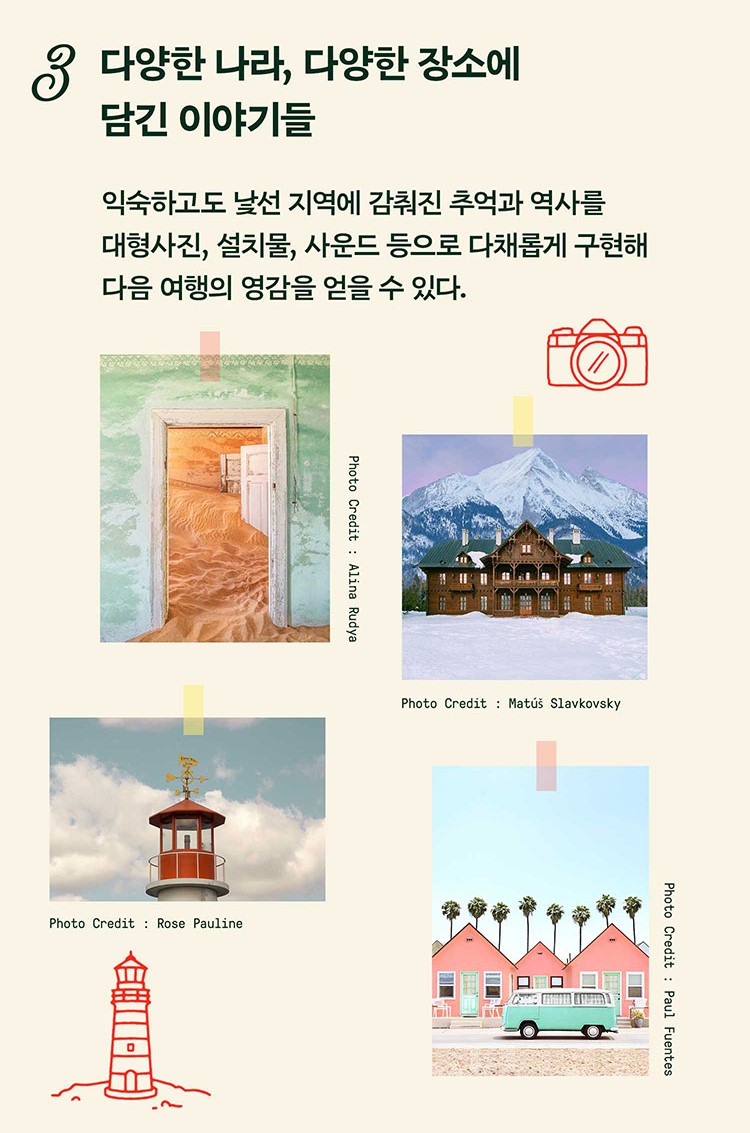 3
다양한 나라, 다양한 장소에
담긴 이야기들
익숙하고도 낯선 지역에 감춰진 추억과 역사를
대형사진, 설치물, 사운드 등으로 다채롭게 구현해
다음 여행의 영감을 얻을 수 있다.
Photo Credit : Alina Rudya
Photo Credit : Matúš Slavkovsky
Photo Credit : Rose Pauline
Photo Credit : Paul Fuentes